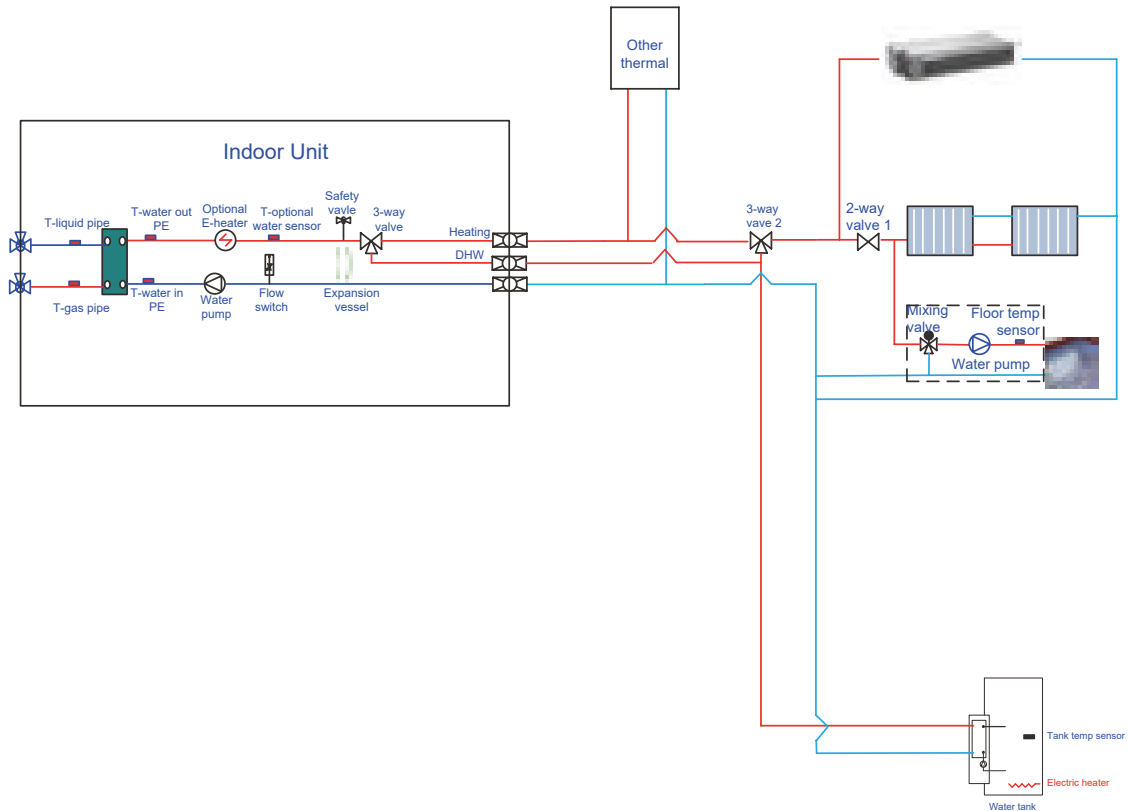 Other
thermal
Indoor Unit
Safety
vavle
T-liquid pipe
T-water out
PE
Optional
E-heater
T-optional
water sensor
3-way
valve
Heating
DHW
T-gas pipe
T-water in
PE
Water
pump
Flow
switch
Expansion
vessel
3-way
vave 2
2-way
valve 1
Mixing
valve
Floor temp
sensor
Water pump
Tank temp sensor
Electric heater
Water tank